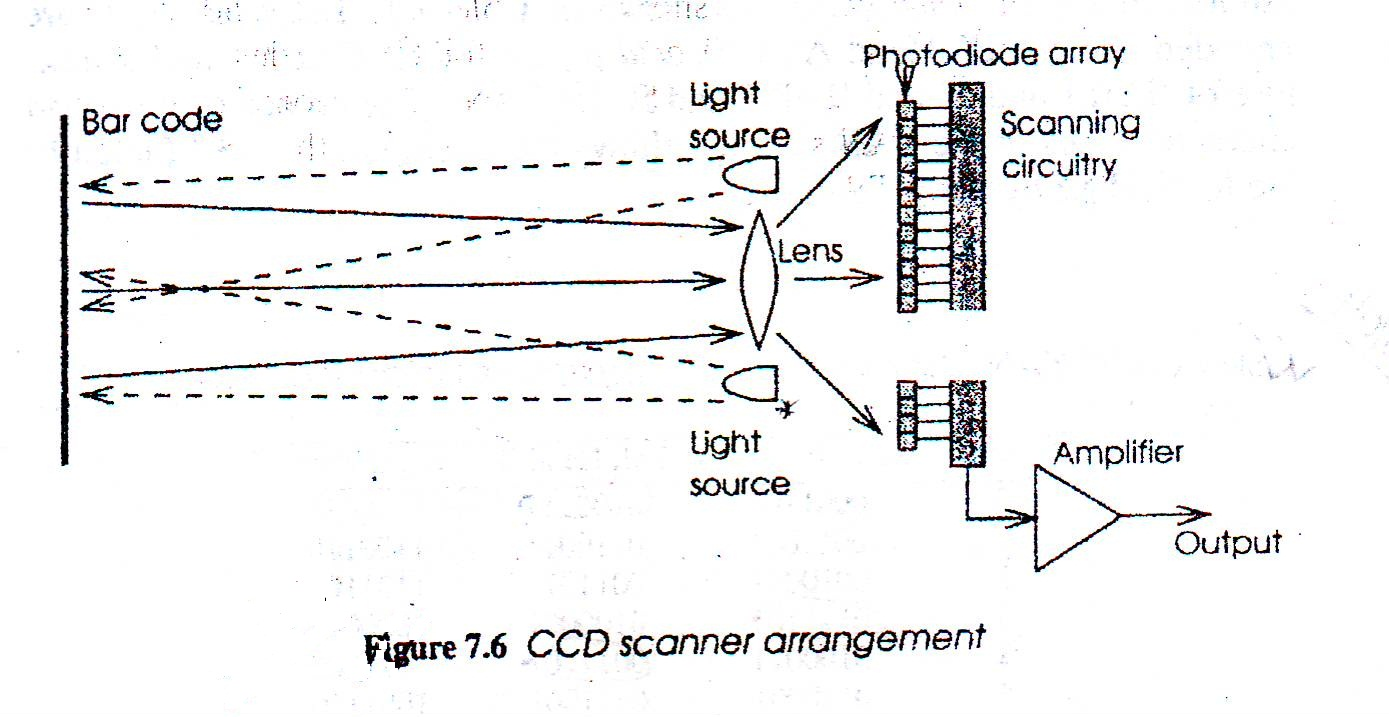 Photodiode array
Bar code
Light
source
Scanning
circuitry
Lens
Light
source
Amplifier
Output
Figure 7.6 CCD scanner arrangement